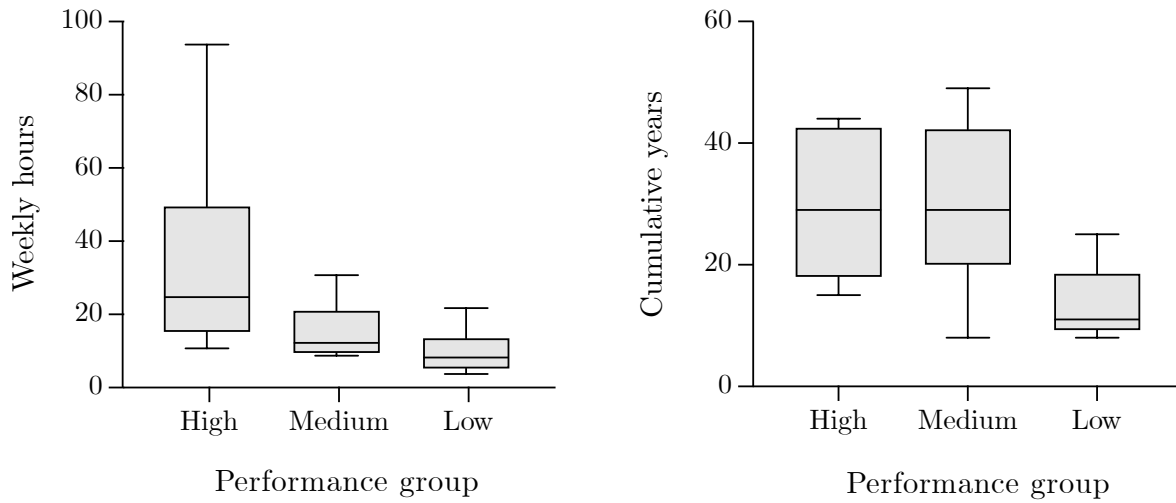 Weekly hours
100
80
60
40
20
0
High Medium Low
Performance group
Cumulative years
60
40
20
0
High Medium Low
Performance group